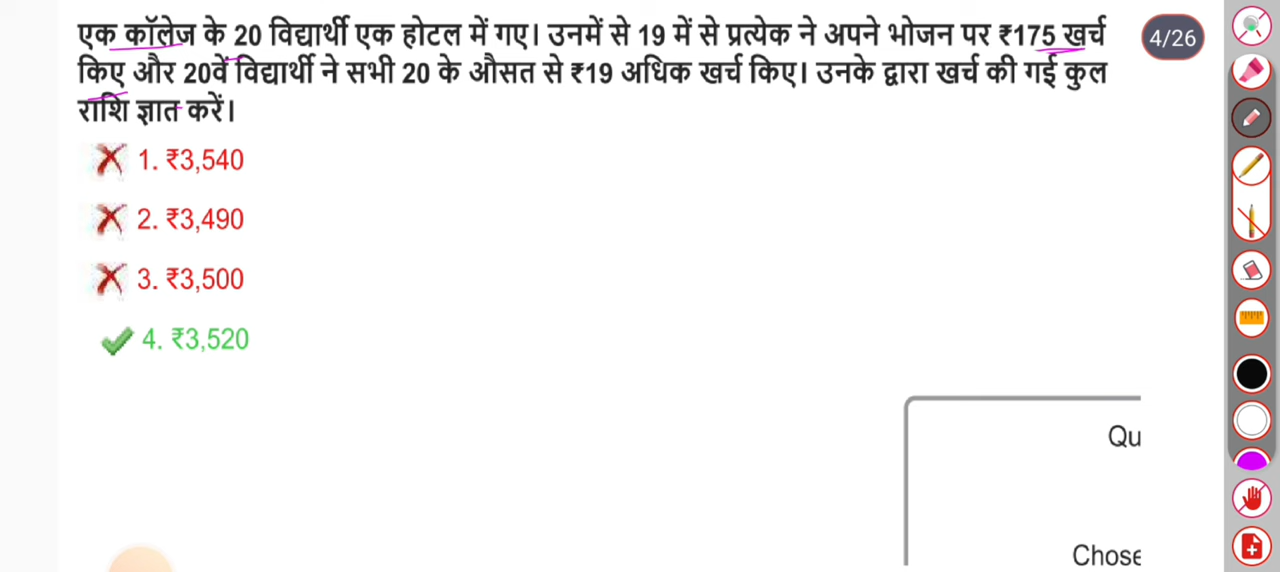 एक कॉलेज के 20 विद्यार्थी एक होटल में गए। उनमें से 19 में से प्रत्येक ने अपने भोजन पर ₹175 खर्च
किए और 20वें विद्यार्थी ने सभी 20 के औसत से ₹19 अधिक खर्च किए। उनके द्वारा खर्च की गई कुल
राशि ज्ञात करें।
4/26
1. ₹3,540
2. ₹3,490
3. ₹3,500
4. ₹3,520
Qu
Chose